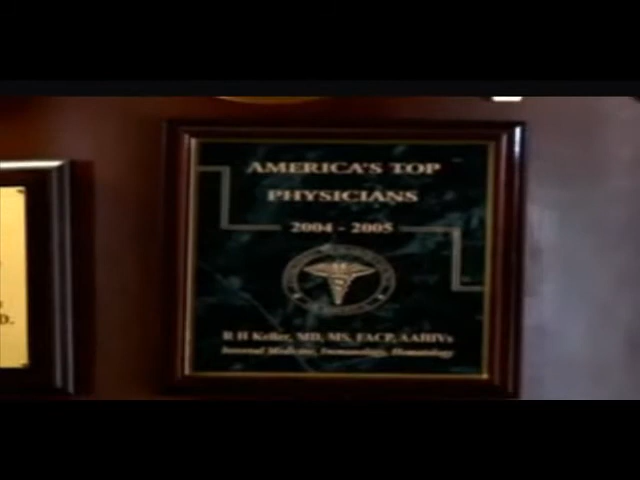 AMERICA'S TOP
PHYSICIANS
2004 - 2005
R H Keller, MD, MS, FACP, AAHIVs
Internal Medicine, Immunology, Hematology
D.